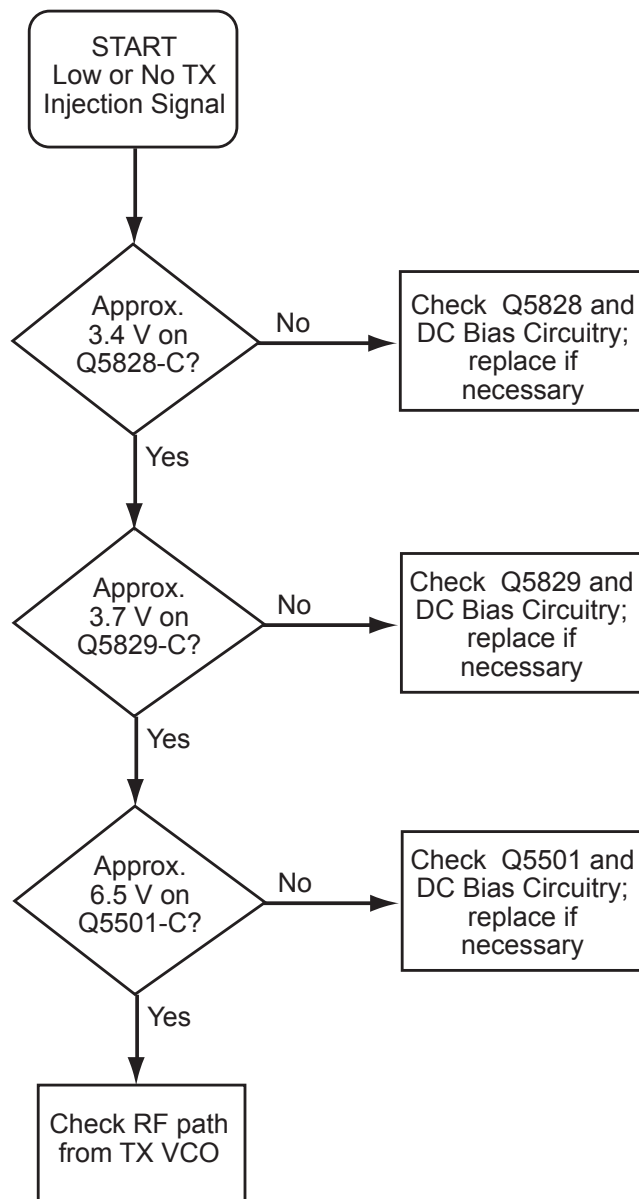 START
Low or No TX
Injection Signal
Approx.
3.4 V on
Q5828-C?
No
Check Q5828 and
DC Bias Circuitry;
replace if
necessary
Yes
Approx.
3.7 V on
Q5829-C?
No
Check Q5829 and
DC Bias Circuitry;
replace if
necessary
Yes
Approx.
6.5 V on
Q5501-C?
No
Check Q5501 and
DC Bias Circuitry;
replace if
necessary
Yes
Check RF path
from TX VCO